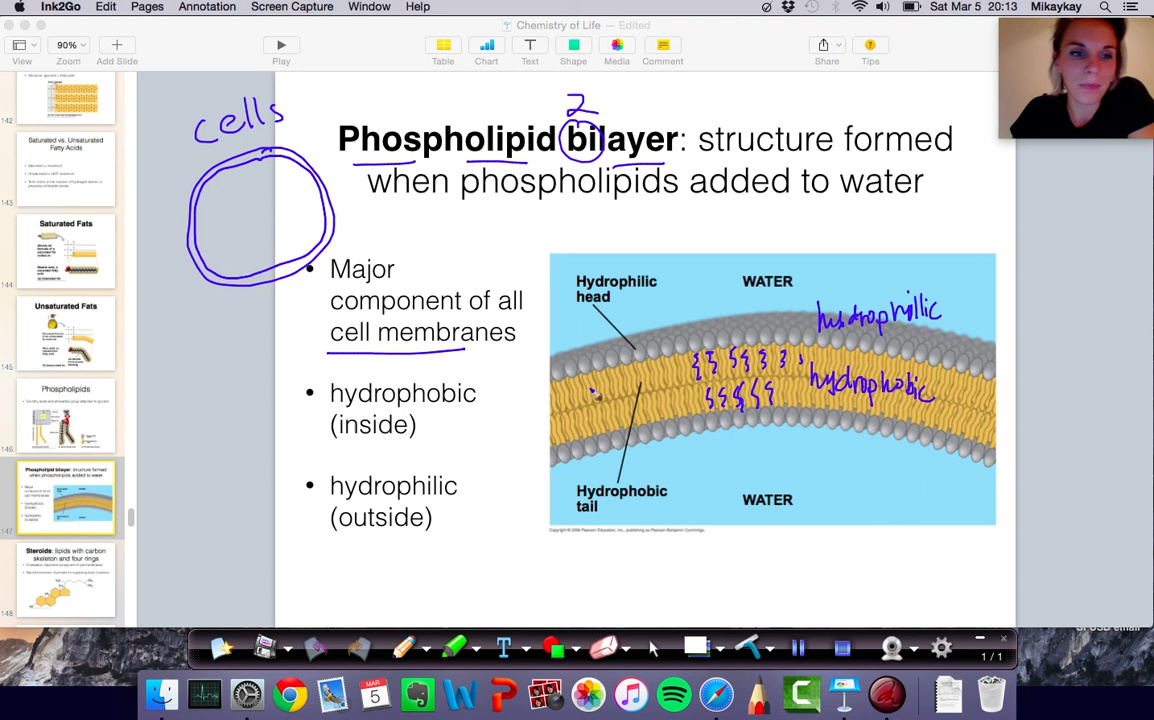 Ink2Go Edit Pages Annotation Screen Capture Window Help
Sat Mar 5 20:13 Mikaykay
Chemistry of Life — Edited
90%
View Zoom Add Slide Play Table Chart Text Shape Media Comment Share Tips
142
Saturated vs. Unsaturated
Fatty Acids
143
Saturated Fats
144
Unsaturated Fats
145
Phospholipids
146
Phospholipid bilayer: structure formed
when phospholipids added to water
147
Steroids: lipids with carbon
skeleton and four rings
148
cells
2
Phospholipid bilayer: structure formed
when phospholipids added to water
• Major
component of all
cell membranes
• hydrophobic
(inside)
• hydrophilic
(outside)
Hydrophilic
head
WATER
hydrophillic
hydrophobic
Hydrophobic
tail
WATER
1 / 1
MAR
5